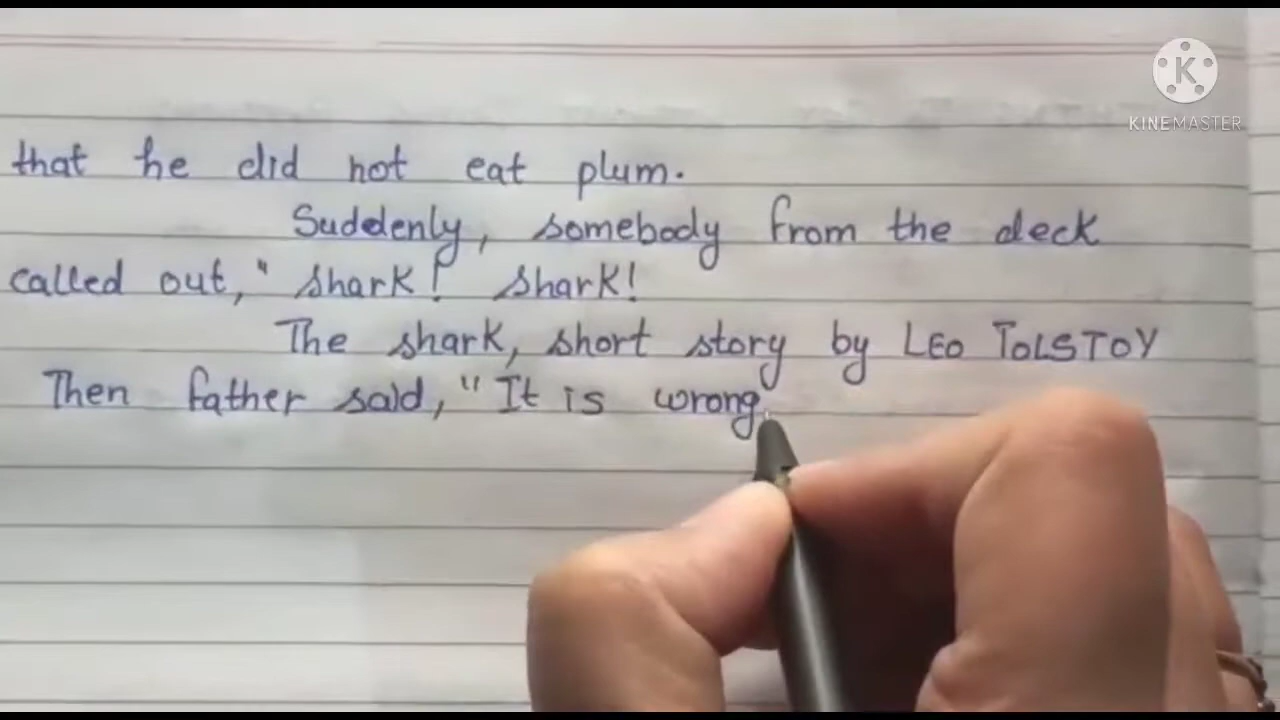 that he did not eat plum.
Suddenly, somebody from the deck
called out," shark! shark!
The shark, short story by LEO TOLSTOY
Then father said, "It is wrong
K
KINEMASTER